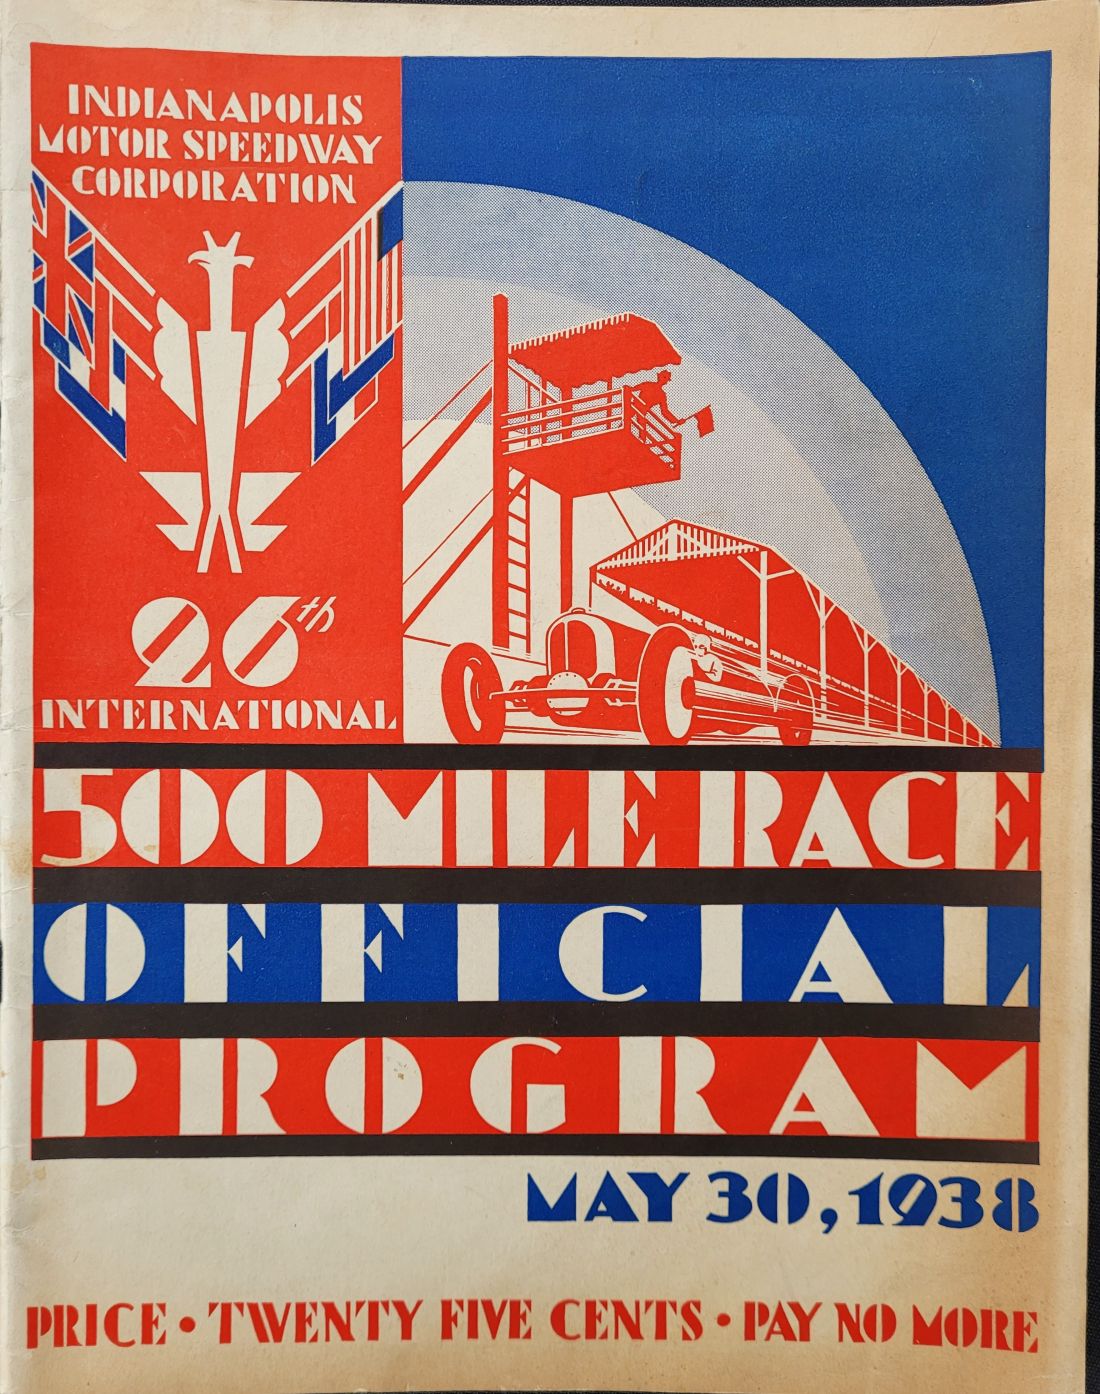 INDIANAPOLIS
MOTOR SPEEDWAY
CORPORATION
26th
INTERNATIONAL
500 MILE RACE
OFFICIAL
PROGRAM
MAY 30, 1938
PRICE • TWENTY FIVE CENTS • PAY NO MORE